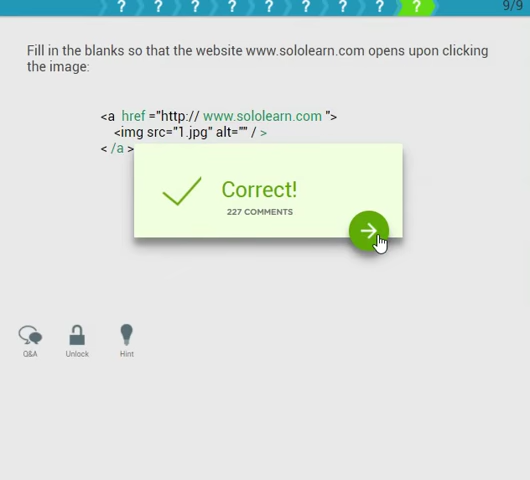 ? ? ? ? ? ? ? ? 9/9
Fill in the blanks so that the website www.sololearn.com opens upon clicking
the image:
<a href ="http:// www.sololearn.com ">
<img src="1.jpg" alt="" / >
< /a >
Correct!
227 COMMENTS
Q&A Unlock Hint